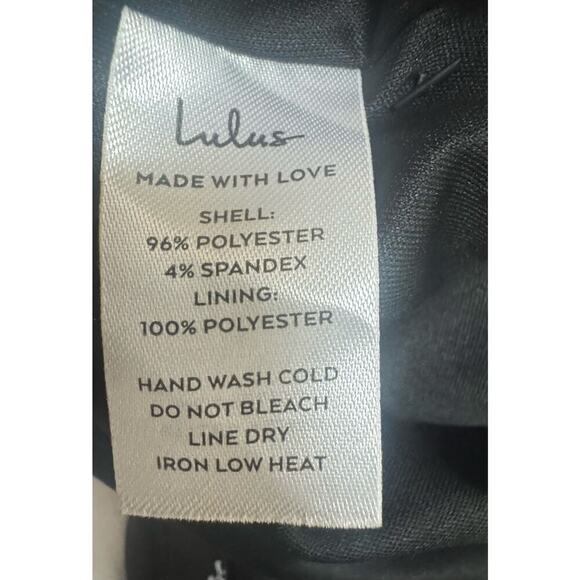 Lulus
MADE WITH LOVE
SHELL:
96% POLYESTER
4% SPANDEX
LINING:
100% POLYESTER
HAND WASH COLD
DO NOT BLEACH
LINE DRY
IRON LOW HEAT